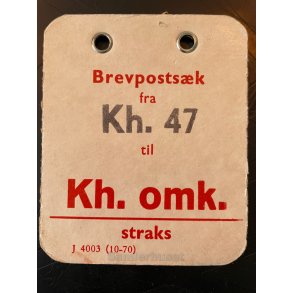 Brevpostsæk
fra
Kh. 47
til
Kh. omk.
straks
J 4003 (10-70)